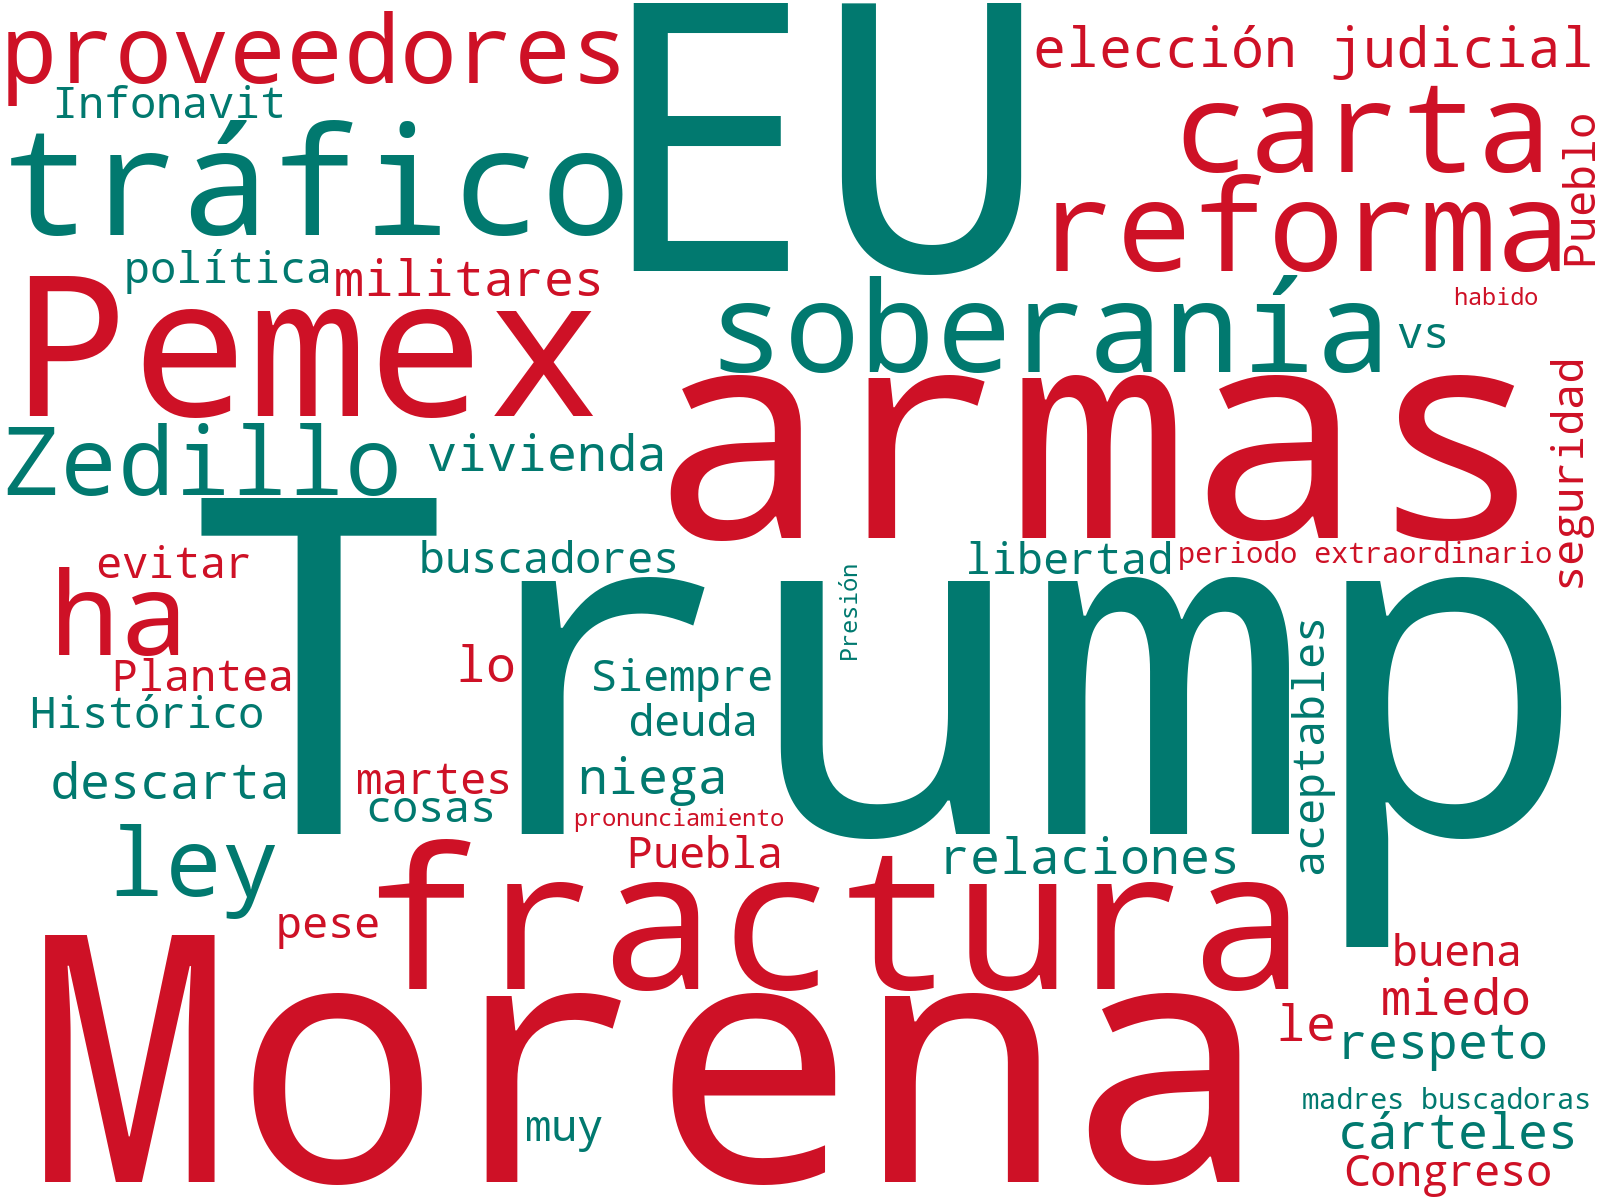 proveedores
EU
elección judicial
Infonavit
carta
tráfico
Pueblo
reforma
política
militares
soberanía
habido
Pemex
vs
armas
seguridad
Zedillo
vivienda
Trump
evitar
buscadores
libertad
periodo extraordinario
ha
Presión
Plantea
lo
Siempre
aceptables
Histórico
deuda
descarta
martes
niega
cosas
pronunciamiento
ley
Puebla
relaciones
fractura
pese
Morena
buena
miedo
le
respeto
madres buscadoras
muy
cárteles
Congreso